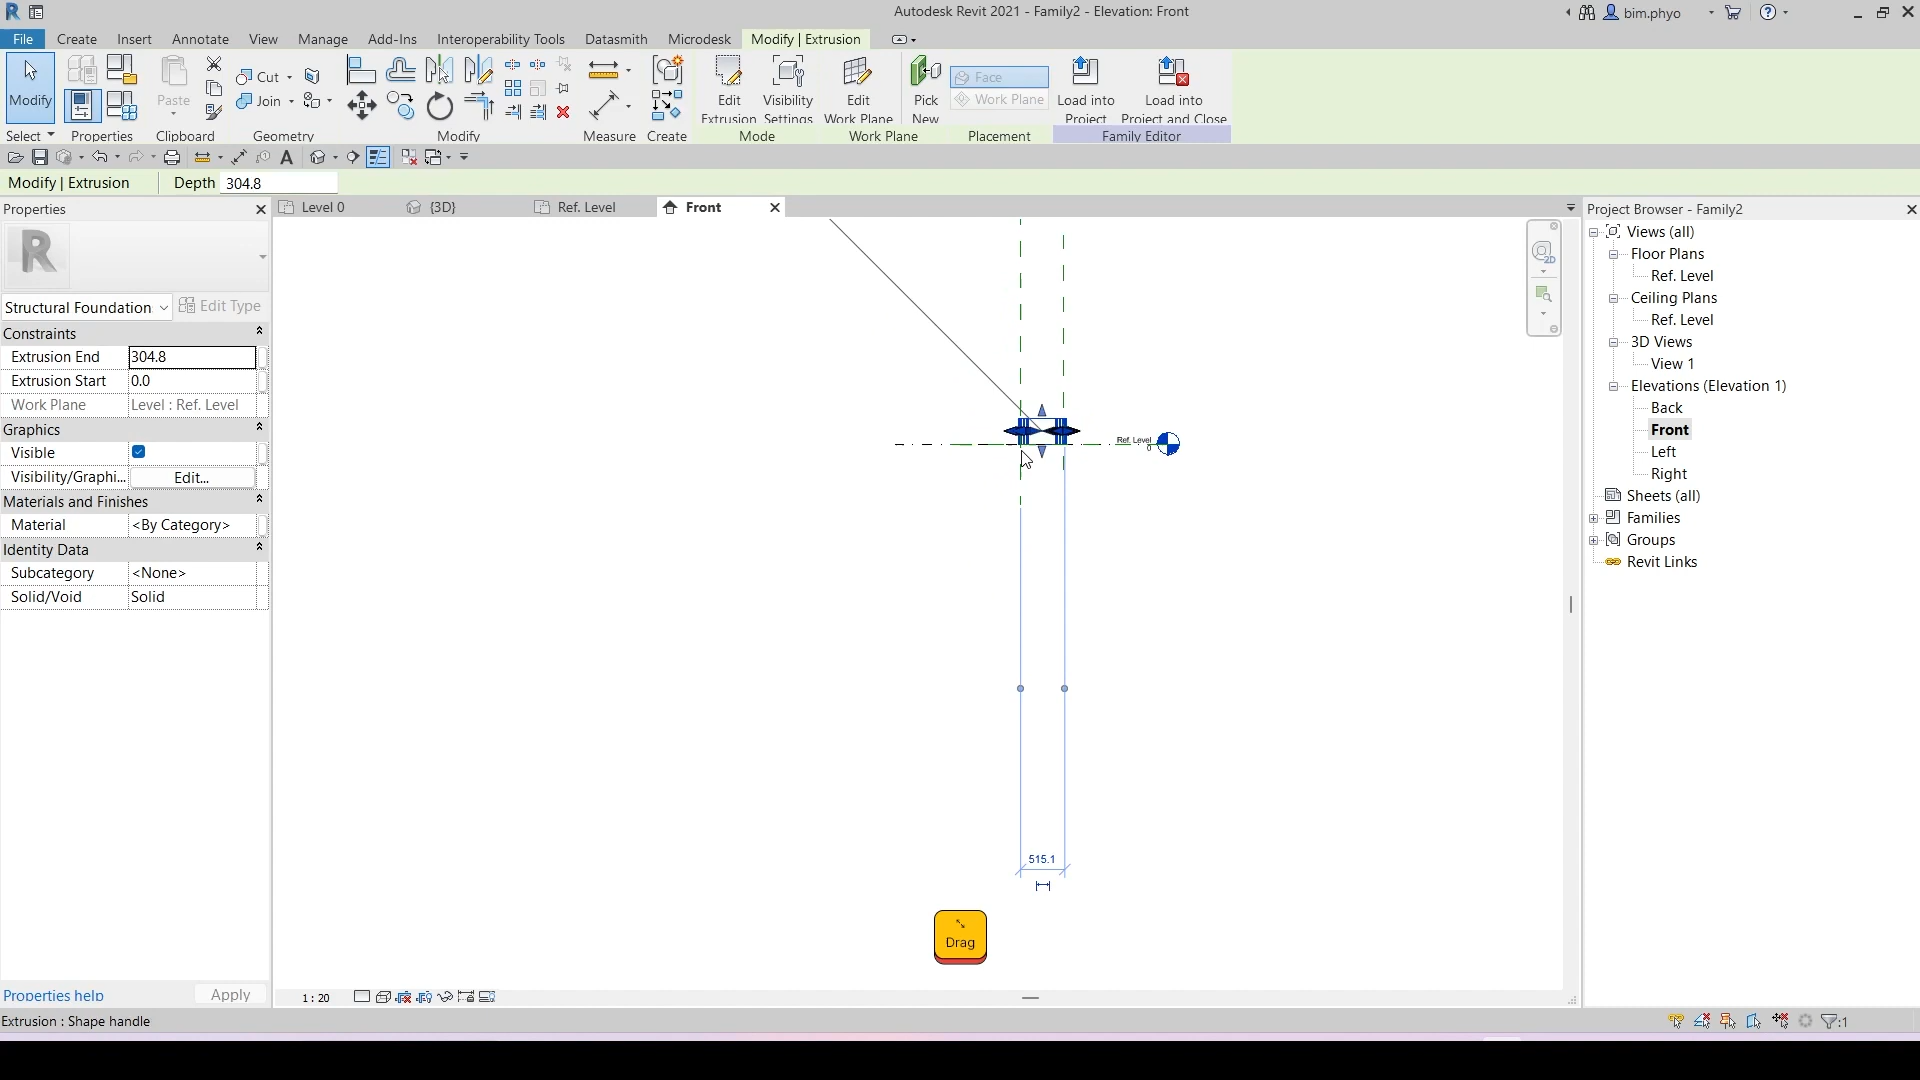 Autodesk Revit 2021 - Family2 - Elevation: Front
bim.phyo
File Create Insert Annotate View Manage Add-Ins Interoperability Tools Datasmith Microdesk Modify | Extrusion
Modify
Paste
Cut
Join
Edit
Extrusion
Visibility
Settings
Edit
Work Plane
Pick
New
Face
Work Plane
Load into
Project
Load into
Project and Close
Select Properties Clipboard Geometry Modify Measure Create Mode Work Plane Placement Family Editor
Modify | Extrusion Depth 304.8
Properties
Level 0 {3D} Ref. Level Front
Project Browser - Family2
R
Structural Foundation Edit Type
Constraints
Extrusion End 304.8
Extrusion Start 0.0
Work Plane Level : Ref. Level
Graphics
Visible
Visibility/Graphi... Edit...
Materials and Finishes
Material <By Category>
Identity Data
Subcategory <None>
Solid/Void Solid
Properties help Apply
2D
Ref. Level
0
515.1
Drag
Views (all)
Floor Plans
Ref. Level
Ceiling Plans
Ref. Level
3D Views
View 1
Elevations (Elevation 1)
Back
Front
Left
Right
Sheets (all)
Families
Groups
Revit Links
1 : 20
Extrusion : Shape handle
:1